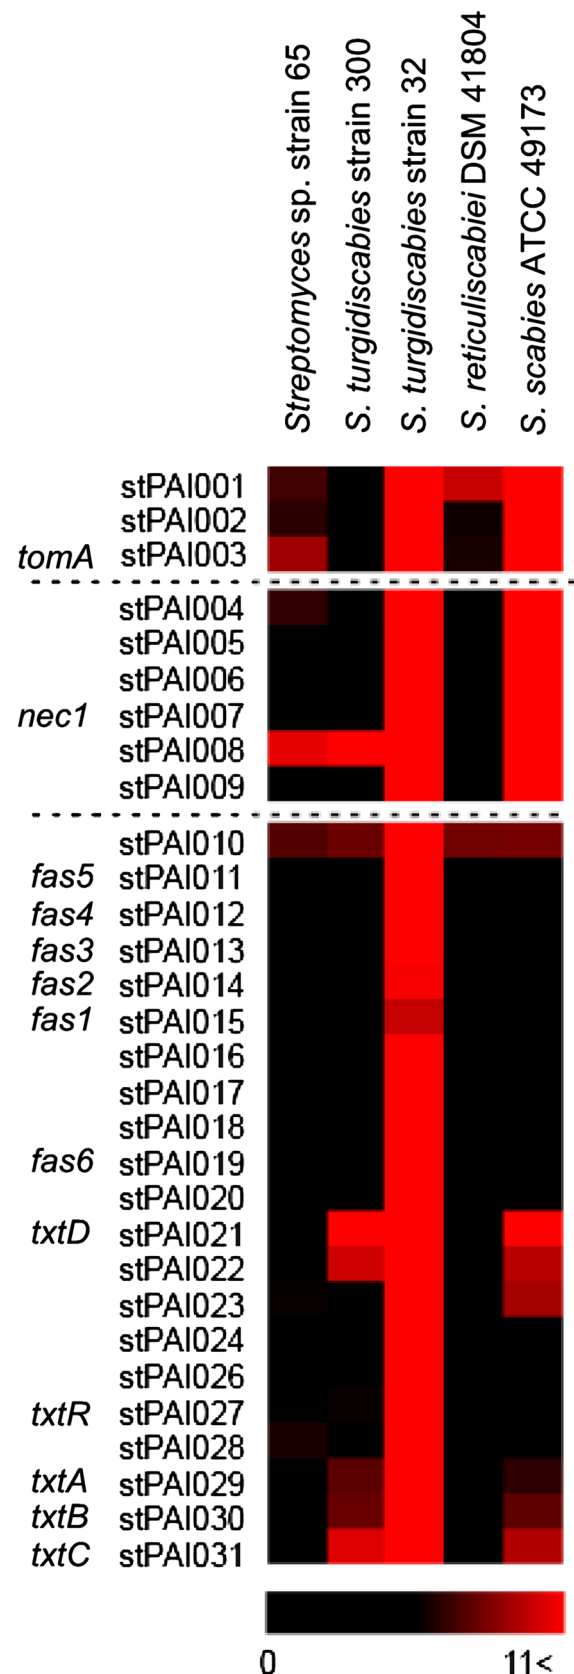 Streptomyces sp. strain 65
S. turgidiscabies strain 300
S. turgidiscabies strain 32
S. reticuliscabiei DSM 41804
S. scabies ATCC 49173
stPAI001
stPAI002
tomA stPAI003
stPAI004
stPAI005
stPAI006
nec1 stPAI007
stPAI008
stPAI009
stPAI010
fas5 stPAI011
fas4 stPAI012
fas3 stPAI013
fas2 stPAI014
fas1 stPAI015
stPAI016
stPAI017
stPAI018
fas6 stPAI019
stPAI020
txtD stPAI021
stPAI022
stPAI023
stPAI024
stPAI026
txtR stPAI027
stPAI028
txtA stPAI029
txtB stPAI030
txtC stPAI031
0 11<